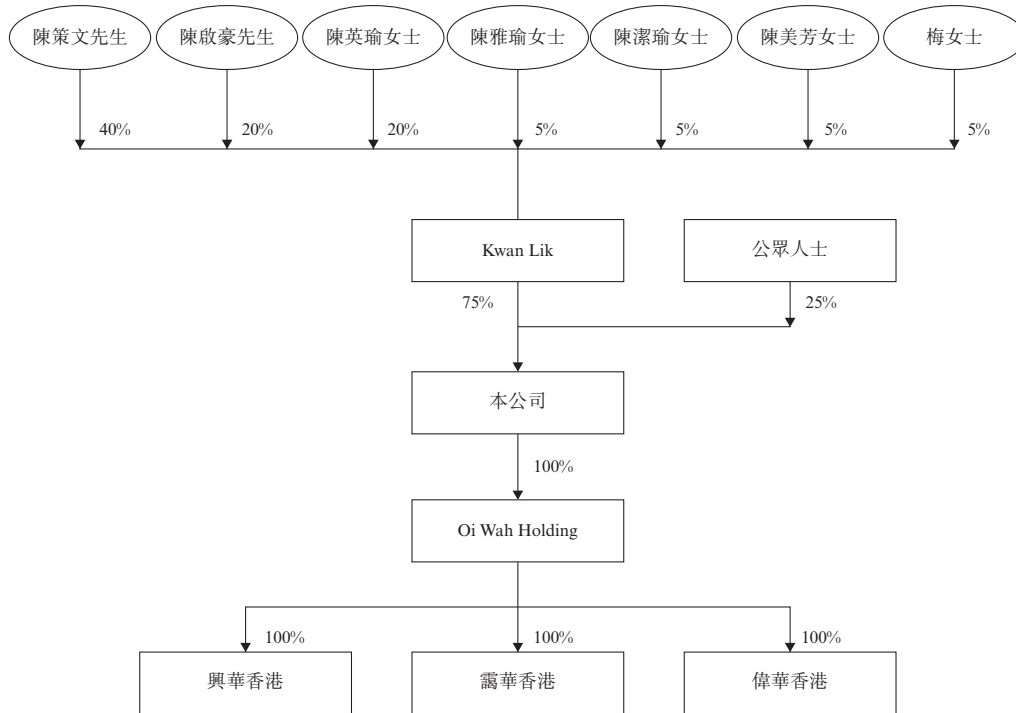 陳策文先生
陳啟豪先生
陳英瑜女士
陳雅瑜女士
陳潔瑜女士
陳美芳女士
梅女士
40%
20%
20%
5%
5%
5%
5%
Kwan Lik
公眾人士
75%
25%
本公司
100%
Oi Wah Holding
100%
100%
100%
興華香港
靄華香港
偉華香港